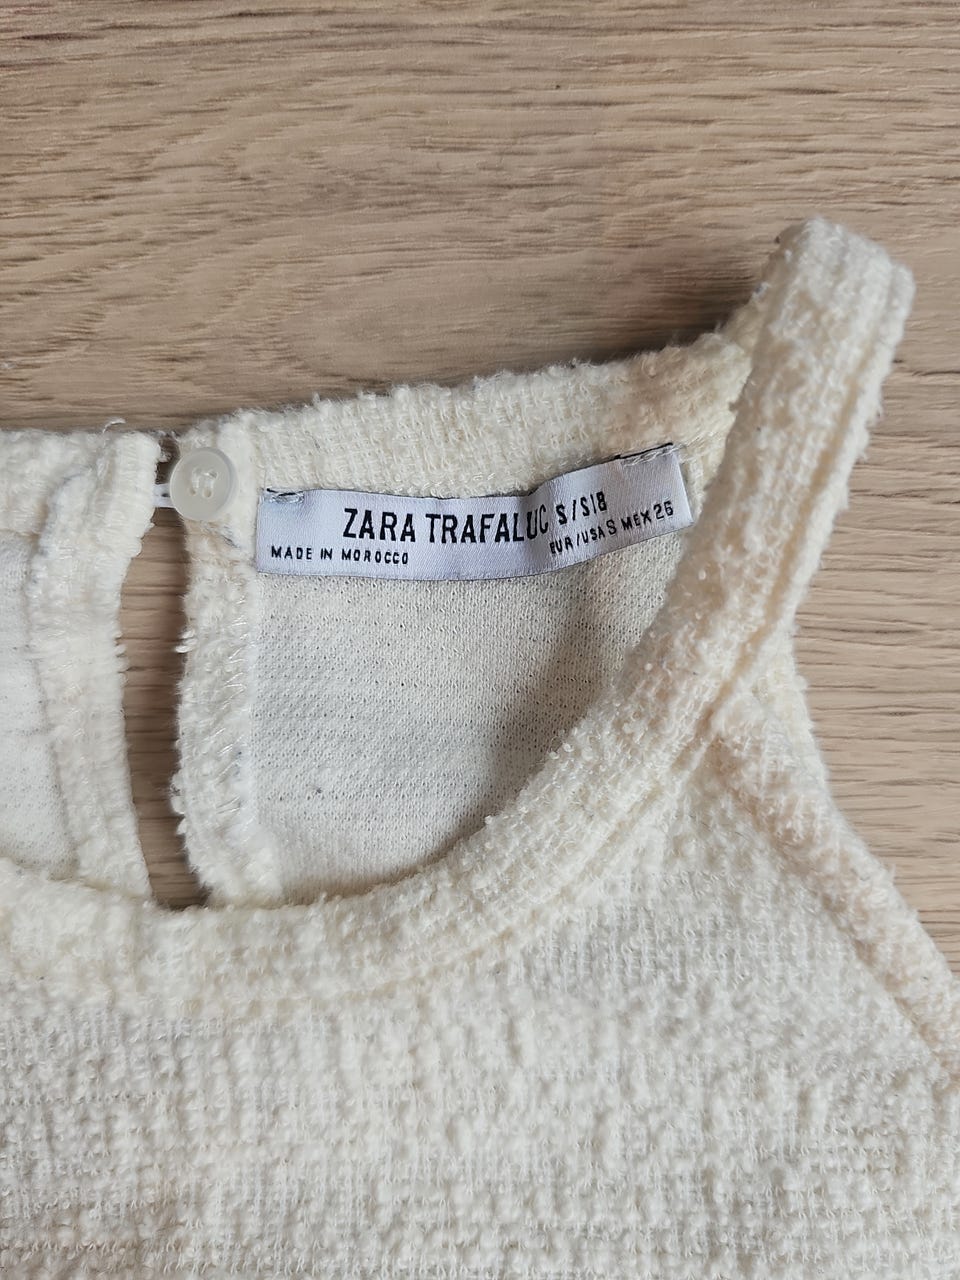 ZARA TRAFALUC S/S18
MADE IN MOROCCO EUR/USA S MEX 26